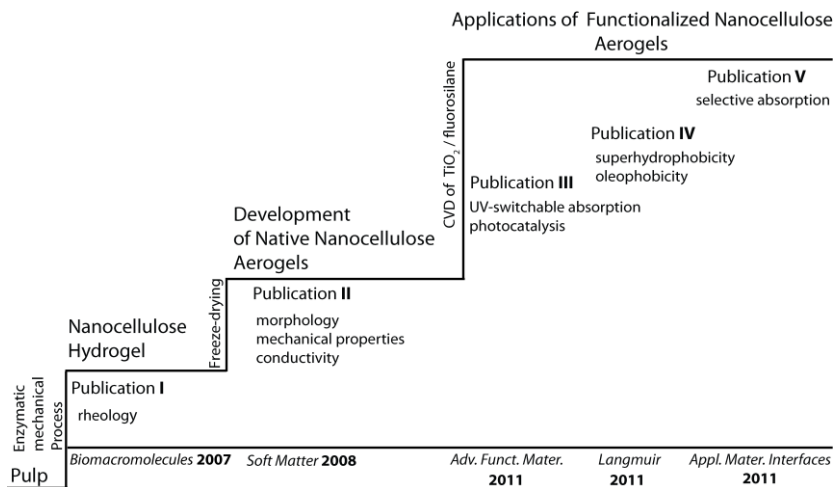 Applications of Functionalized Nanocellulose
Aerogels
CVD of TiO2 / fluorosilane
Publication V
selective absorption
Publication IV
superhydrophobicity
oleophobicity
Publication III
UV-switchable absorption
photocatalysis
Development
of Native Nanocellulose
Aerogels
Freeze-drying
Publication II
morphology
mechanical properties
conductivity
Nanocellulose
Hydrogel
Enzymatic
mechanical
Process
Publication I
rheology
Pulp
Biomacromolecules 2007
Soft Matter 2008
Adv. Funct. Mater.
2011
Langmuir
2011
Appl. Mater. Interfaces
2011